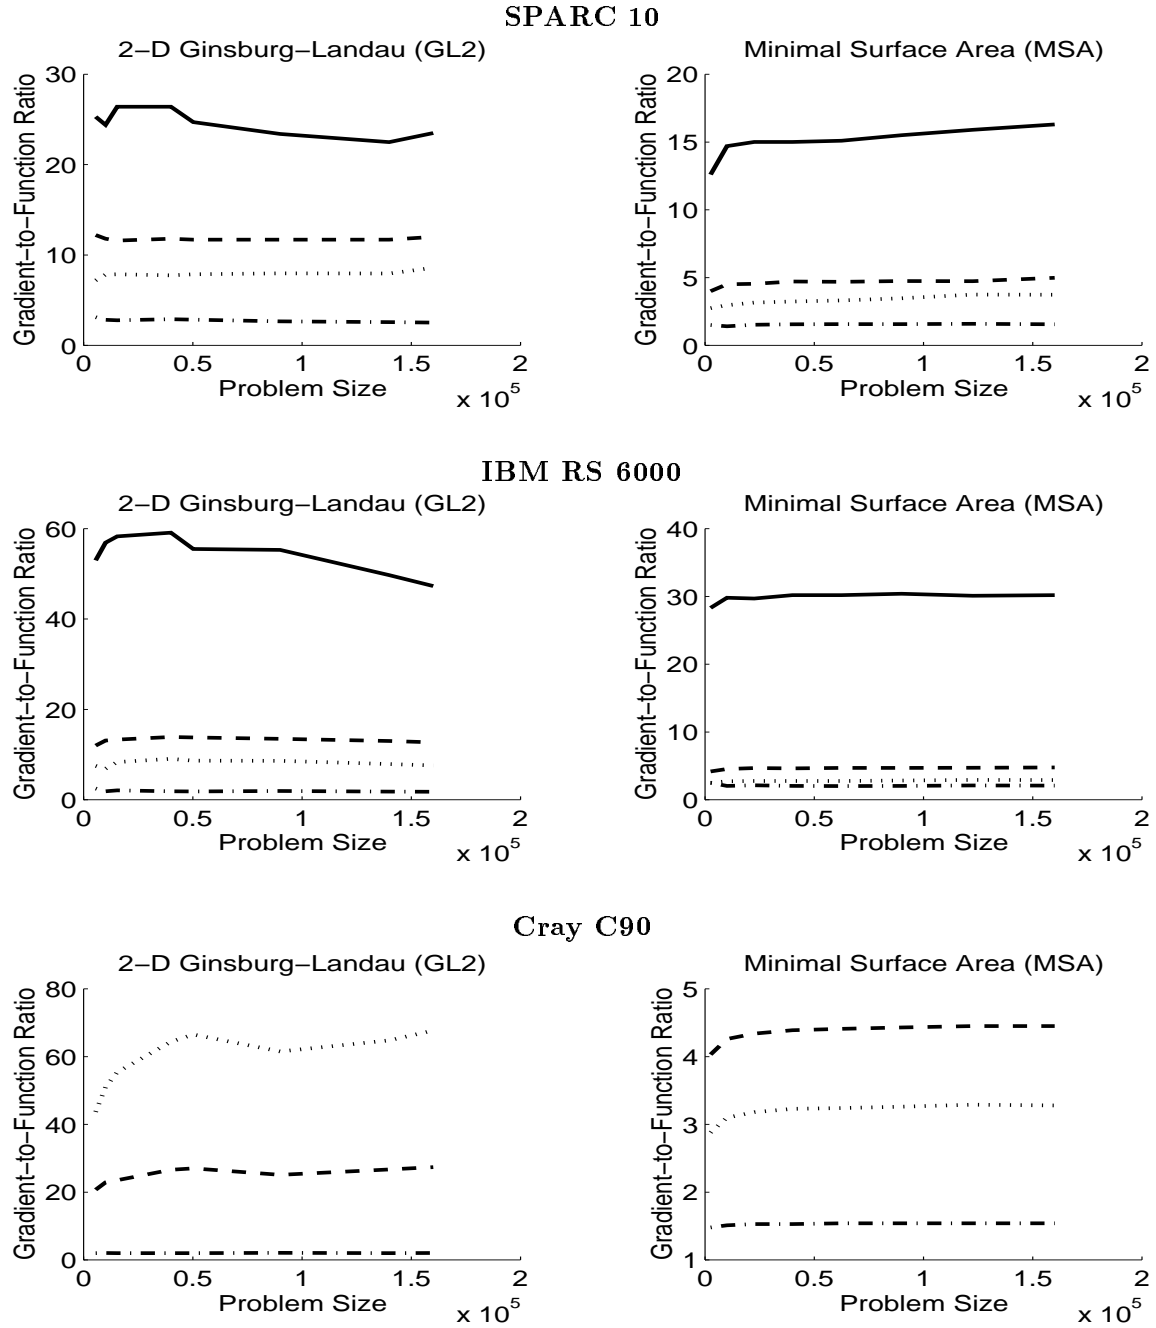 SPARC 10
2−D Ginsburg−Landau (GL2)
Gradient−to−Function Ratio
30
20
10
0
0 0.5 1 1.5 2
Problem Size
x 10^5
Minimal Surface Area (MSA)
Gradient−to−Function Ratio
20
15
10
5
0
0 0.5 1 1.5 2
Problem Size
x 10^5
IBM RS 6000
2−D Ginsburg−Landau (GL2)
Gradient−to−Function Ratio
60
40
20
0
0 0.5 1 1.5 2
Problem Size
x 10^5
Minimal Surface Area (MSA)
Gradient−to−Function Ratio
40
30
20
10
0
0 0.5 1 1.5 2
Problem Size
x 10^5
Cray C90
2−D Ginsburg−Landau (GL2)
Gradient−to−Function Ratio
80
60
40
20
0
0 0.5 1 1.5 2
Problem Size
x 10^5
Minimal Surface Area (MSA)
Gradient−to−Function Ratio
5
4
3
2
1
0 0.5 1 1.5 2
Problem Size
x 10^5